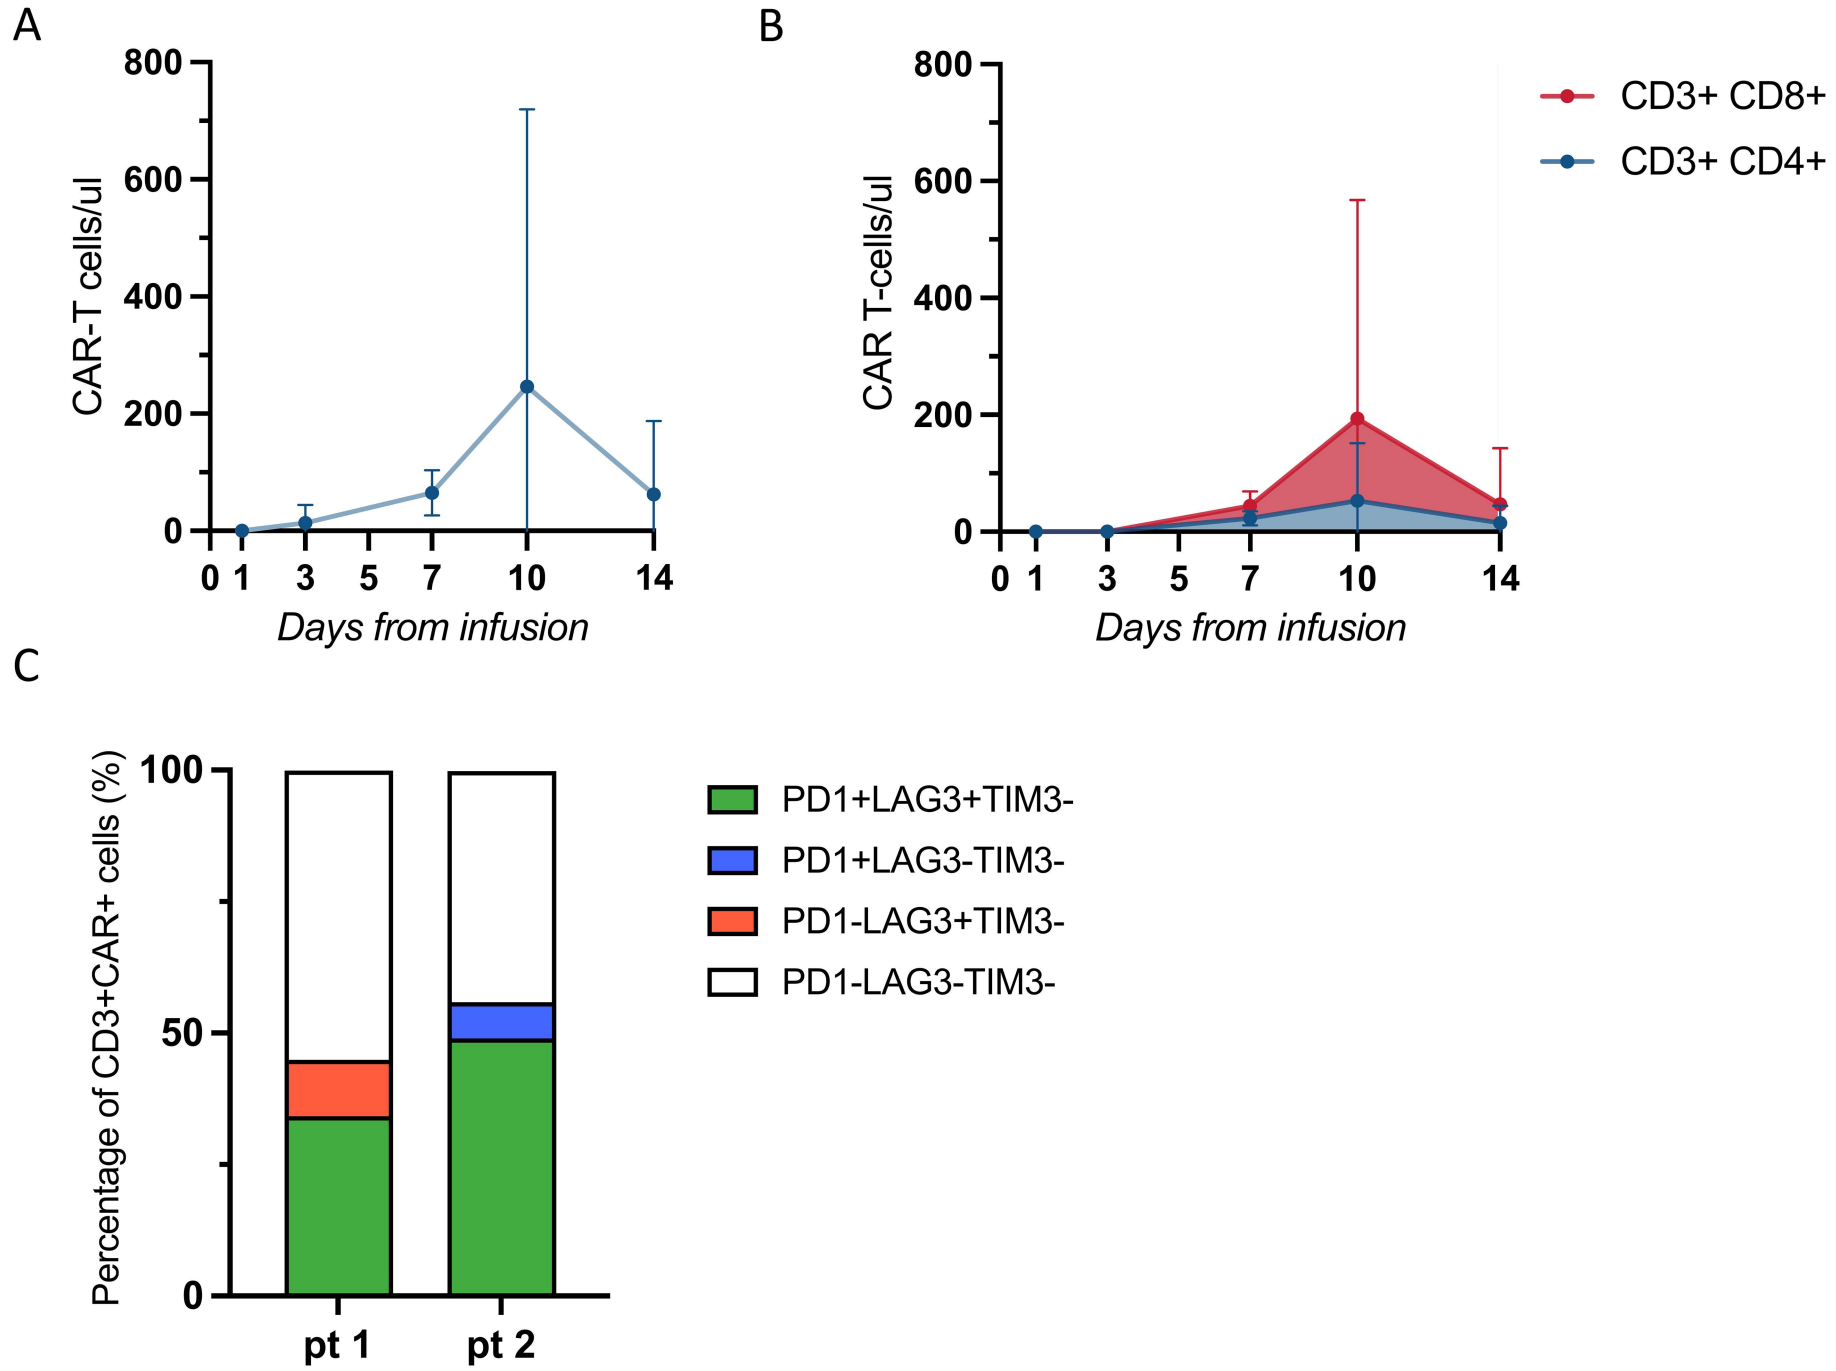 A
800
600
400
200
0
CAR-T cells/ul
0 1 3 5 7 10 14
Days from infusion
B
800
600
400
200
0
CAR T-cells/ul
0 1 3 5 7 10 14
Days from infusion
CD3+ CD8+
CD3+ CD4+
C
100
50
0
Percentage of CD3+CAR+ cells (%)
pt 1 pt 2
PD1+LAG3+TIM3-
PD1+LAG3-TIM3-
PD1-LAG3+TIM3-
PD1-LAG3-TIM3-